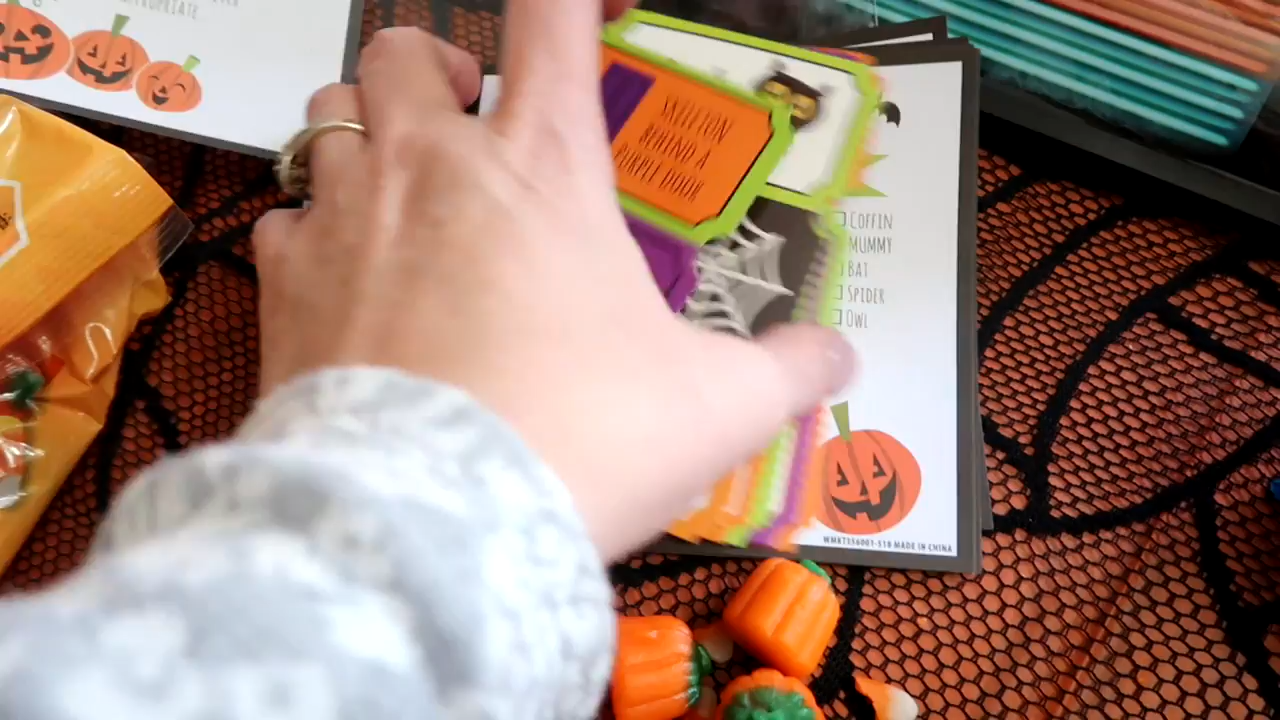 SKELETON
BEHIND A
PURPLE DOOR
COFFIN
MUMMY
BAT
SPIDER
OWL
MADE IN CHINA